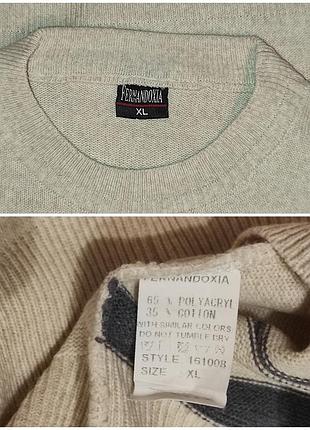 FERNANDOXIA
XL
FERNANDOXIA
65 % POLYACRYL
35 % COTTON
WITH SIMILAR COLORS
DO NOT TUMBLE DRY
STYLE 161008
SIZE XL